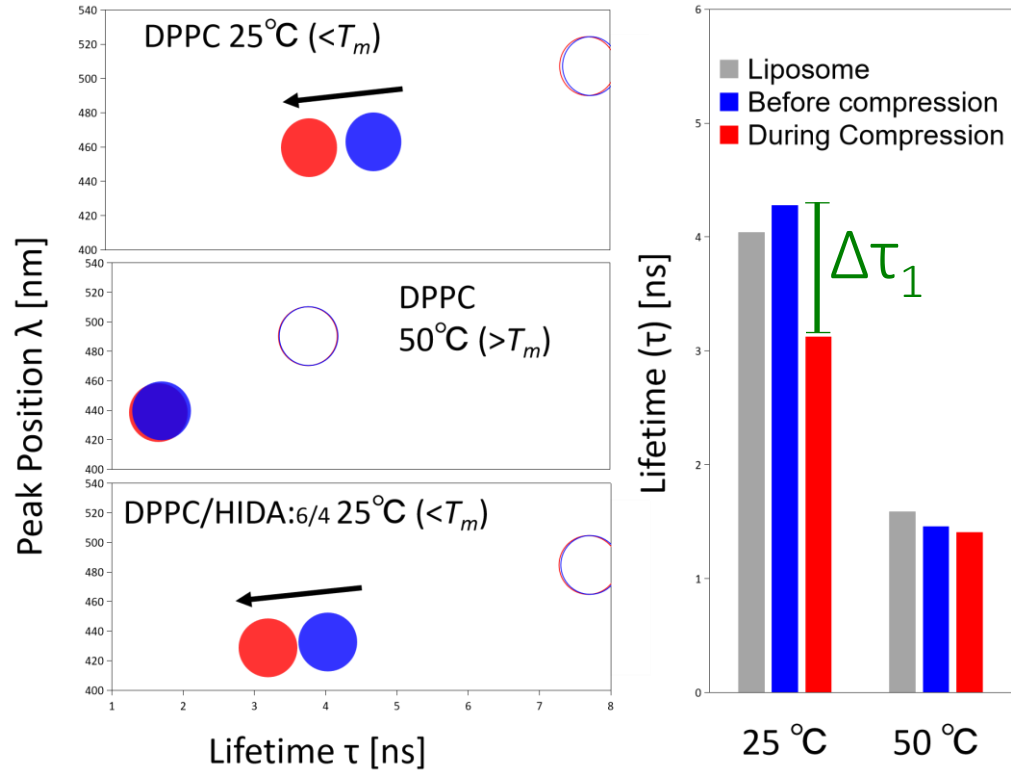 Peak Position λ [nm]
540
520
500
480
460
440
420
400
DPPC 25℃ (<Tm)
540
520
500
480
460
440
420
400
DPPC
50℃ (>Tm)
540
520
500
480
460
440
420
400
DPPC/HIDA:6/4 25℃ (<Tm)
1 2 3 4 5 6 7 8
Lifetime τ [ns]
Lifetime (τ) [ns]
6
5
4
3
2
1
0
Liposome
Before compression
During Compression
Δτ1
25 ℃ 50 ℃